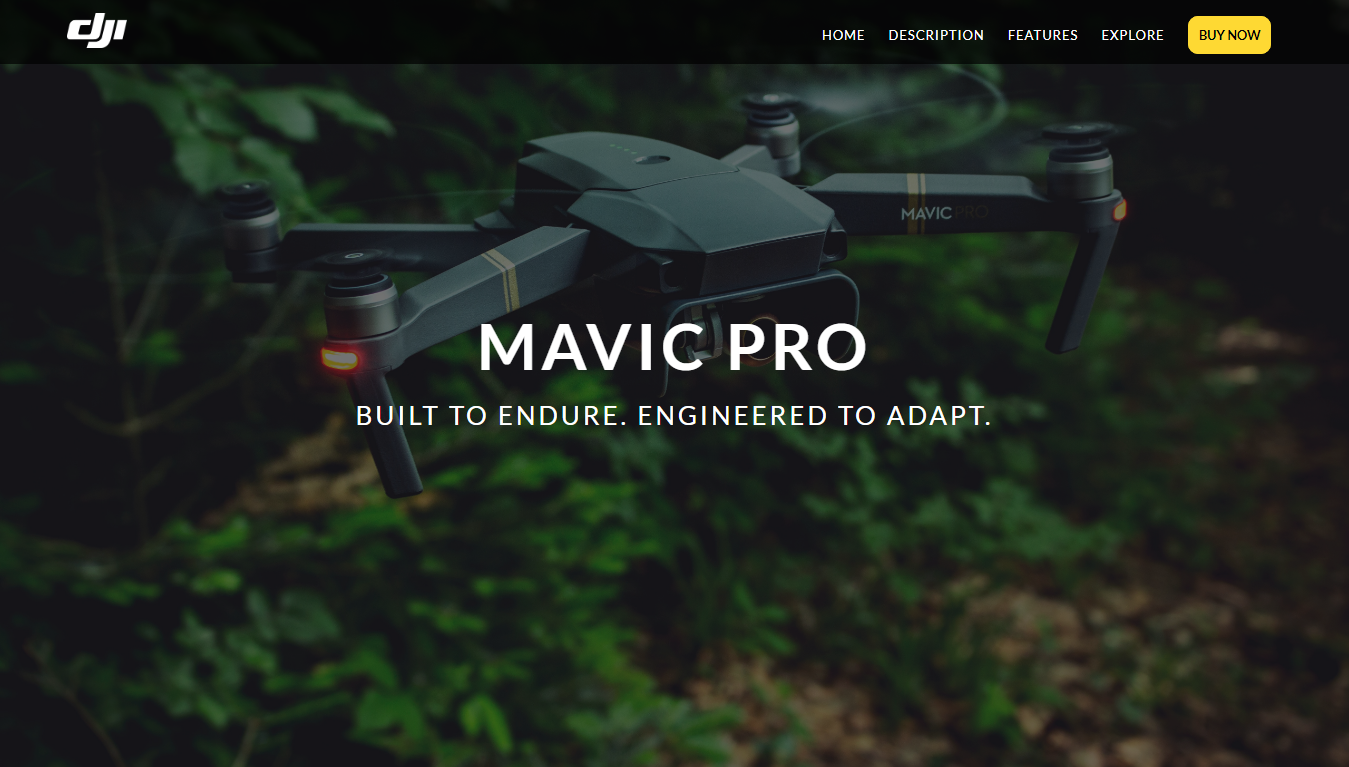 dji
HOME DESCRIPTION FEATURES EXPLORE BUY NOW
MAVIC PRO
MAVIC PRO
BUILT TO ENDURE. ENGINEERED TO ADAPT.